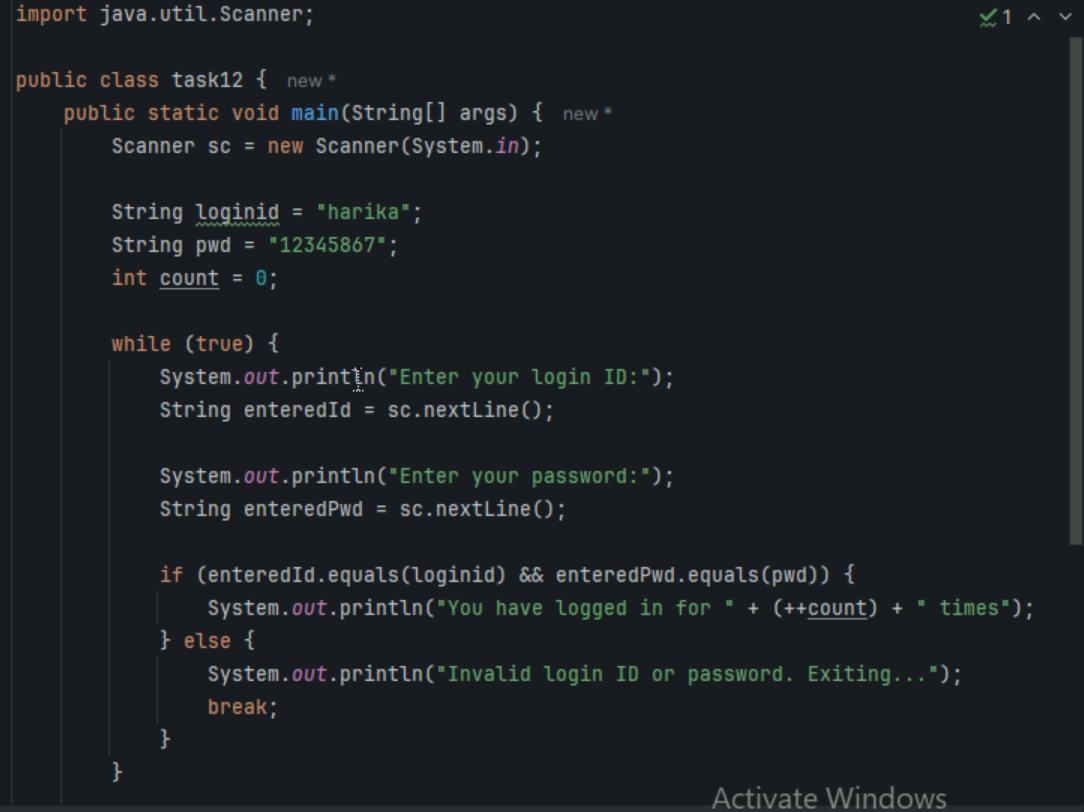 import java.util.Scanner;
1
public class task12 { new *
public static void main(String[] args) { new *
Scanner sc = new Scanner(System.in);
String loginid = "harika";
String pwd = "12345867";
int count = 0;
while (true) {
System.out.println("Enter your login ID:");
String enteredId = sc.nextLine();
System.out.println("Enter your password:");
String enteredPwd = sc.nextLine();
if (enteredId.equals(loginid) && enteredPwd.equals(pwd)) {
System.out.println("You have logged in for " + (++count) + " times");
} else {
System.out.println("Invalid login ID or password. Exiting...");
break;
}
}
Activate Windows